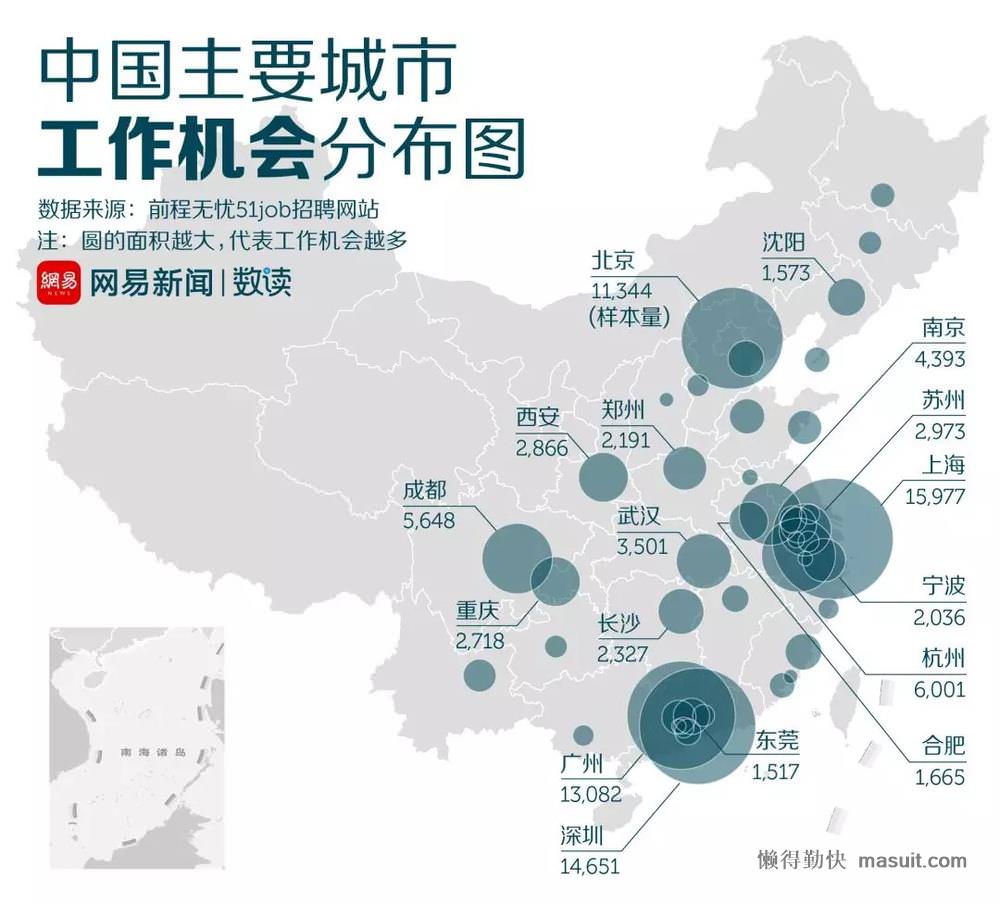 中国主要城市
工作机会分布图
数据来源：前程无忧51job招聘网站
注：圆的面积越大，代表工作机会越多
網易
NEWS
网易新闻 | 数读
沈阳
1,573
北京
11,344
(样本量)
南京
4,393
苏州
2,973
郑州
2,191
西安
2,866
上海
15,977
成都
5,648
武汉
3,501
宁波
2,036
重庆
2,718
长沙
2,327
杭州
6,001
东莞
1,517
合肥
1,665
南海诸岛
广州
13,082
深圳
14,651
懒得勤快 masuit.com